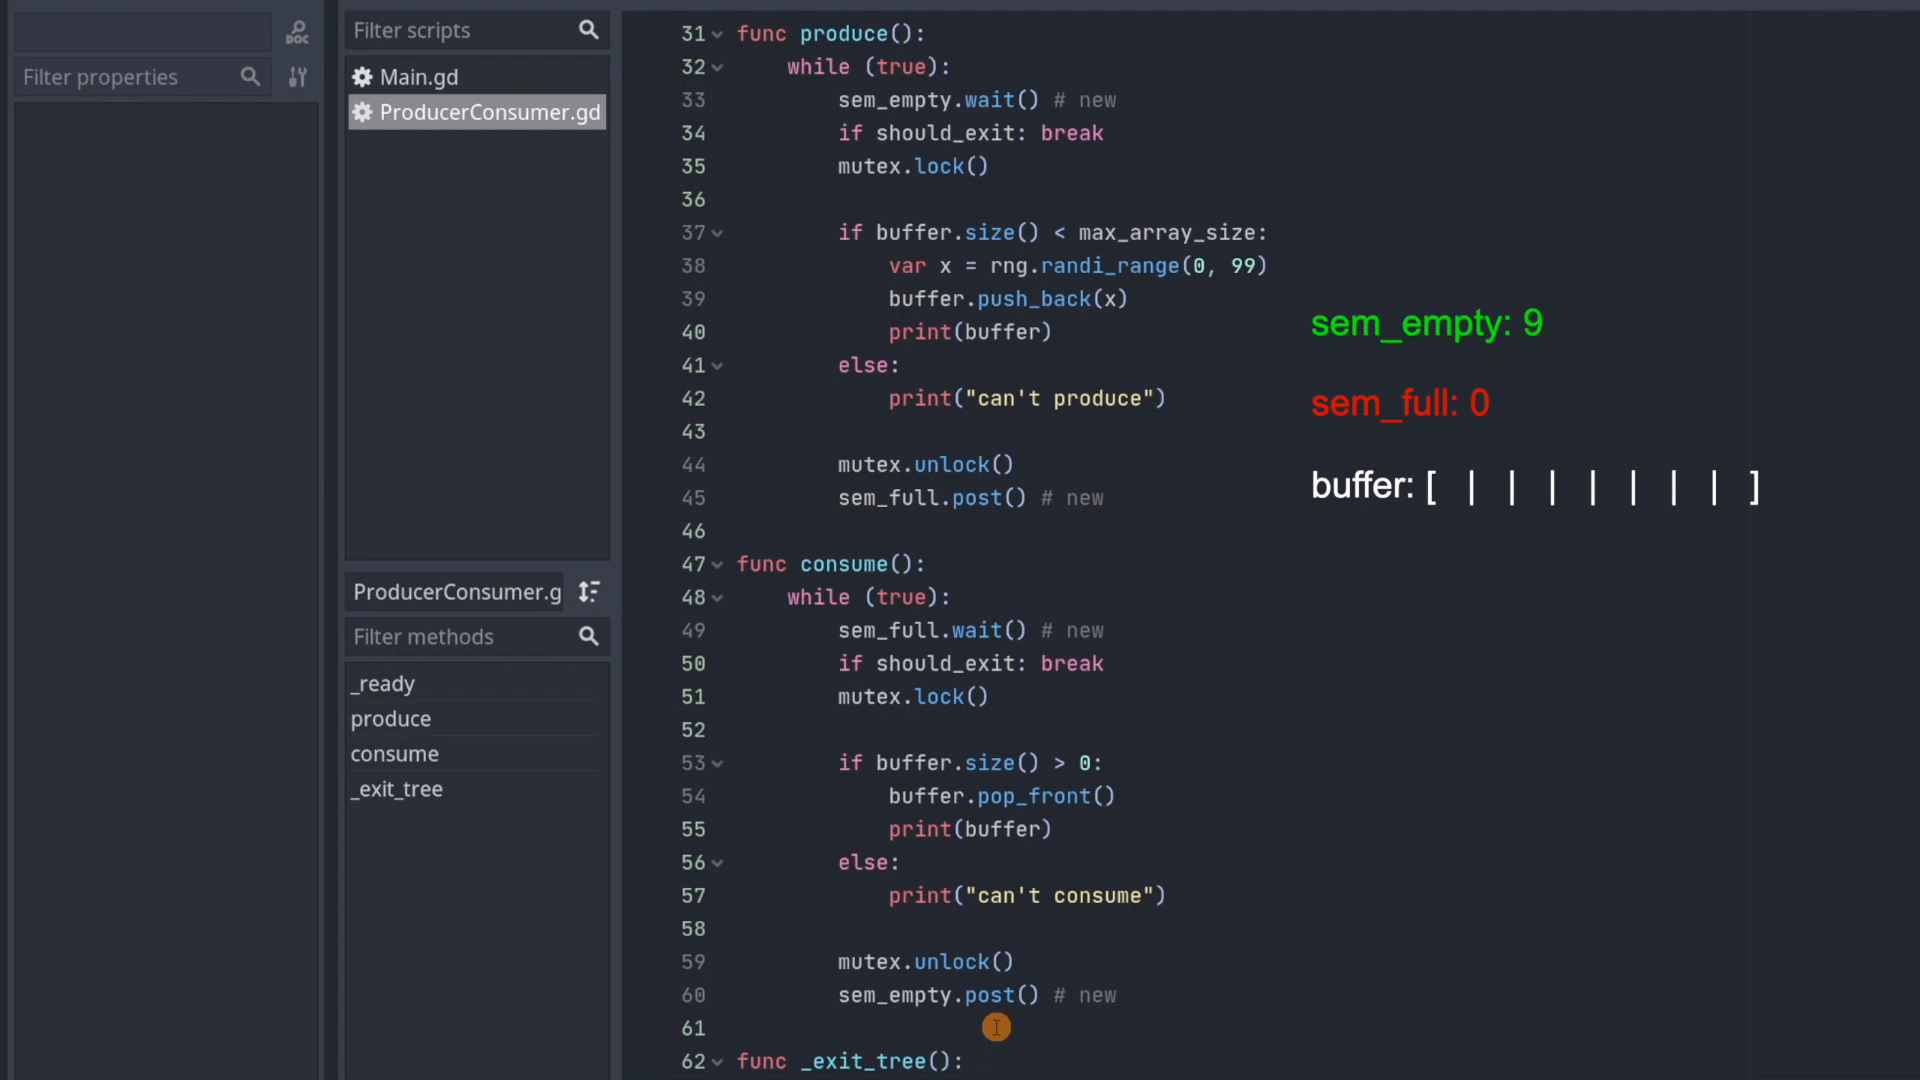 DOC
Filter properties
Filter scripts
Main.gd
ProducerConsumer.gd
ProducerConsumer.g
Filter methods
_ready
produce
consume
_exit_tree
31 func produce():
32 while (true):
33 sem_empty.wait() # new
34 if should_exit: break
35 mutex.lock()
36
37 if buffer.size() < max_array_size:
38 var x = rng.randi_range(0, 99)
39 buffer.push_back(x)
40 print(buffer)
41 else:
42 print("can't produce")
43
44 mutex.unlock()
45 sem_full.post() # new
46
47 func consume():
48 while (true):
49 sem_full.wait() # new
50 if should_exit: break
51 mutex.lock()
52
53 if buffer.size() > 0:
54 buffer.pop_front()
55 print(buffer)
56 else:
57 print("can't consume")
58
59 mutex.unlock()
60 sem_empty.post() # new
61
62 func _exit_tree():
sem_empty: 9
sem_full: 0
buffer: [ | | | | | | | ]